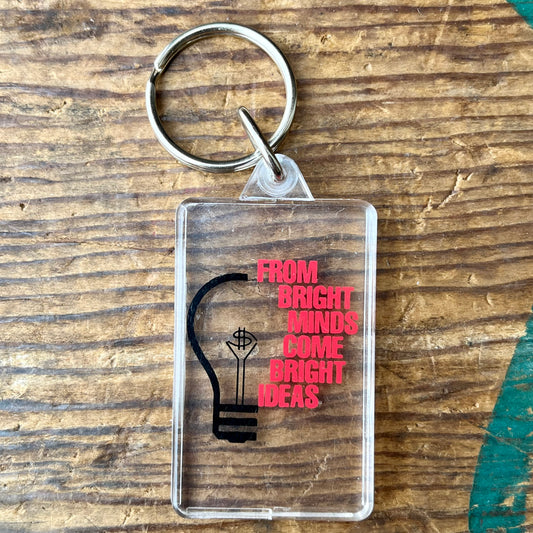 FROM
BRIGHT
MINDS
COME
BRIGHT
IDEAS.
$